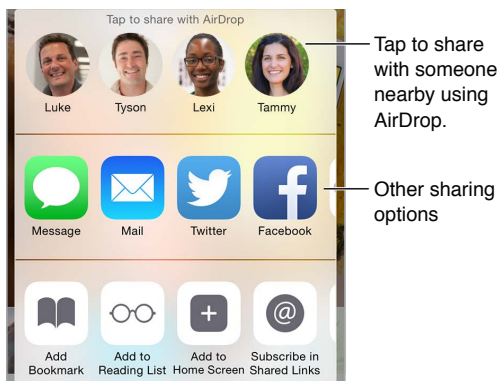 Tap to share with AirDrop
Luke Tyson Lexi Tammy
Tap to share
with someone
nearby using
AirDrop.
Message Mail Twitter Facebook
Other sharing
options
Add Add to Add to Subscribe in
Bookmark Reading List Home Screen Shared Links